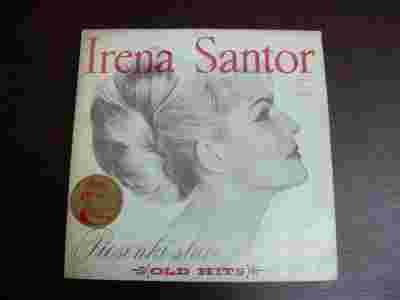 Irena Santor
Piosenki stare
OLD HITS